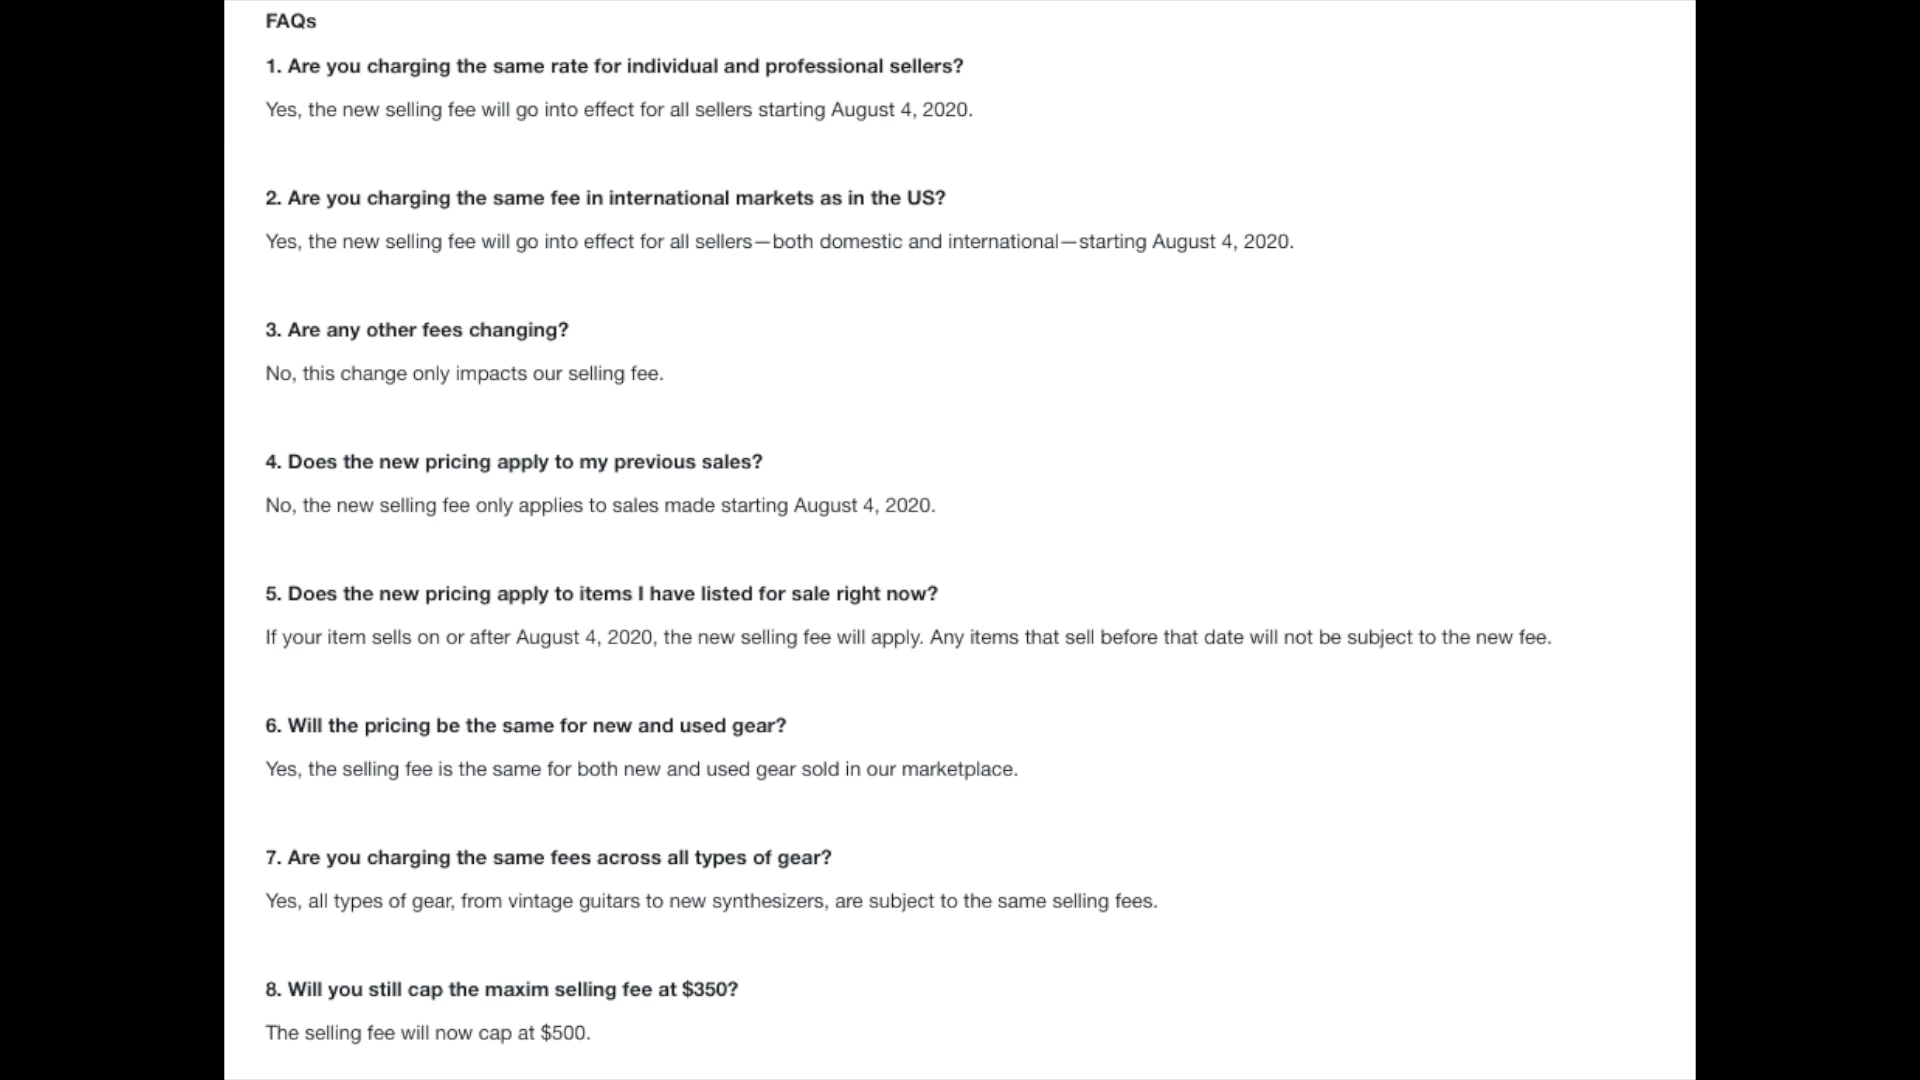 FAQs
1. Are you charging the same rate for individual and professional sellers?
Yes, the new selling fee will go into effect for all sellers starting August 4, 2020.
2. Are you charging the same fee in international markets as in the US?
Yes, the new selling fee will go into effect for all sellers—both domestic and international—starting August 4, 2020.
3. Are any other fees changing?
No, this change only impacts our selling fee.
4. Does the new pricing apply to my previous sales?
No, the new selling fee only applies to sales made starting August 4, 2020.
5. Does the new pricing apply to items I have listed for sale right now?
If your item sells on or after August 4, 2020, the new selling fee will apply. Any items that sell before that date will not be subject to the new fee.
6. Will the pricing be the same for new and used gear?
Yes, the selling fee is the same for both new and used gear sold in our marketplace.
7. Are you charging the same fees across all types of gear?
Yes, all types of gear, from vintage guitars to new synthesizers, are subject to the same selling fees.
8. Will you still cap the maxim selling fee at $350?
The selling fee will now cap at $500.